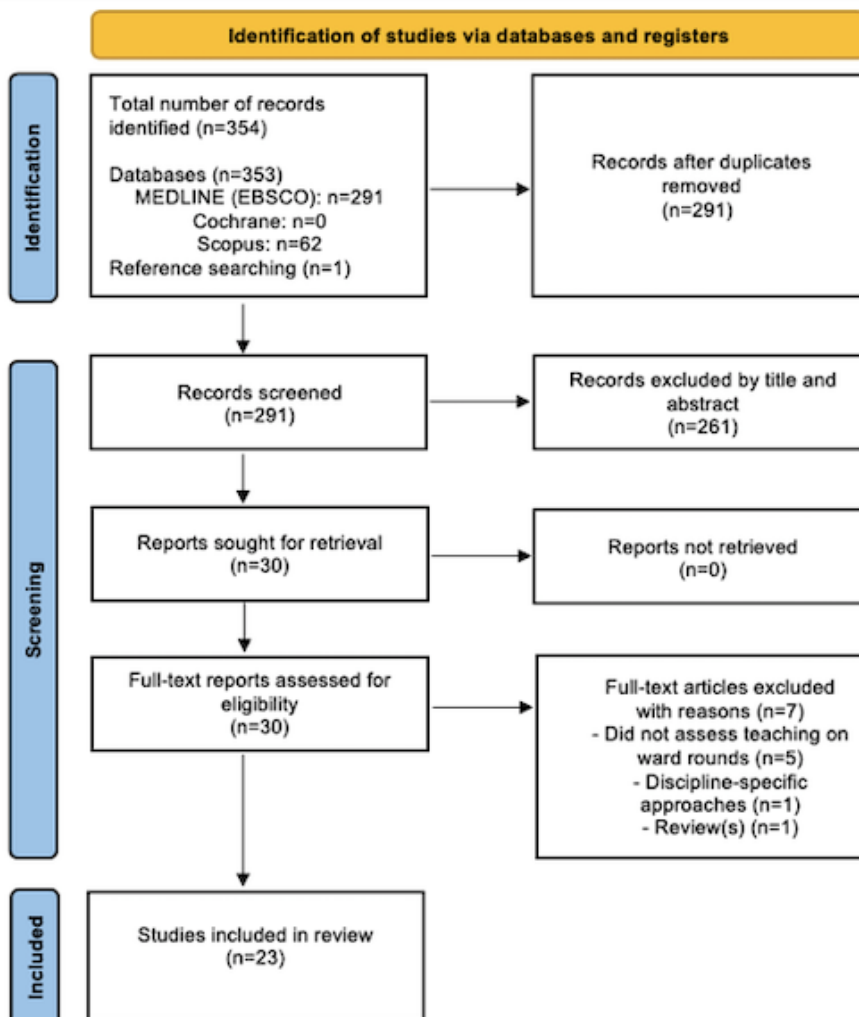 Identification of studies via databases and registers
Identification
Total number of records
identified (n=354)
Databases (n=353)
MEDLINE (EBSCO): n=291
Cochrane: n=0
Scopus: n=62
Reference searching (n=1)
Records after duplicates
removed
(n=291)
Screening
Records screened
(n=291)
Records excluded by title and
abstract
(n=261)
Reports sought for retrieval
(n=30)
Reports not retrieved
(n=0)
Full-text reports assessed for
eligibility
(n=30)
Full-text articles excluded
with reasons (n=7)
- Did not assess teaching on
ward rounds (n=5)
- Discipline-specific
approaches (n=1)
- Review(s) (n=1)
Included
Studies included in review
(n=23)